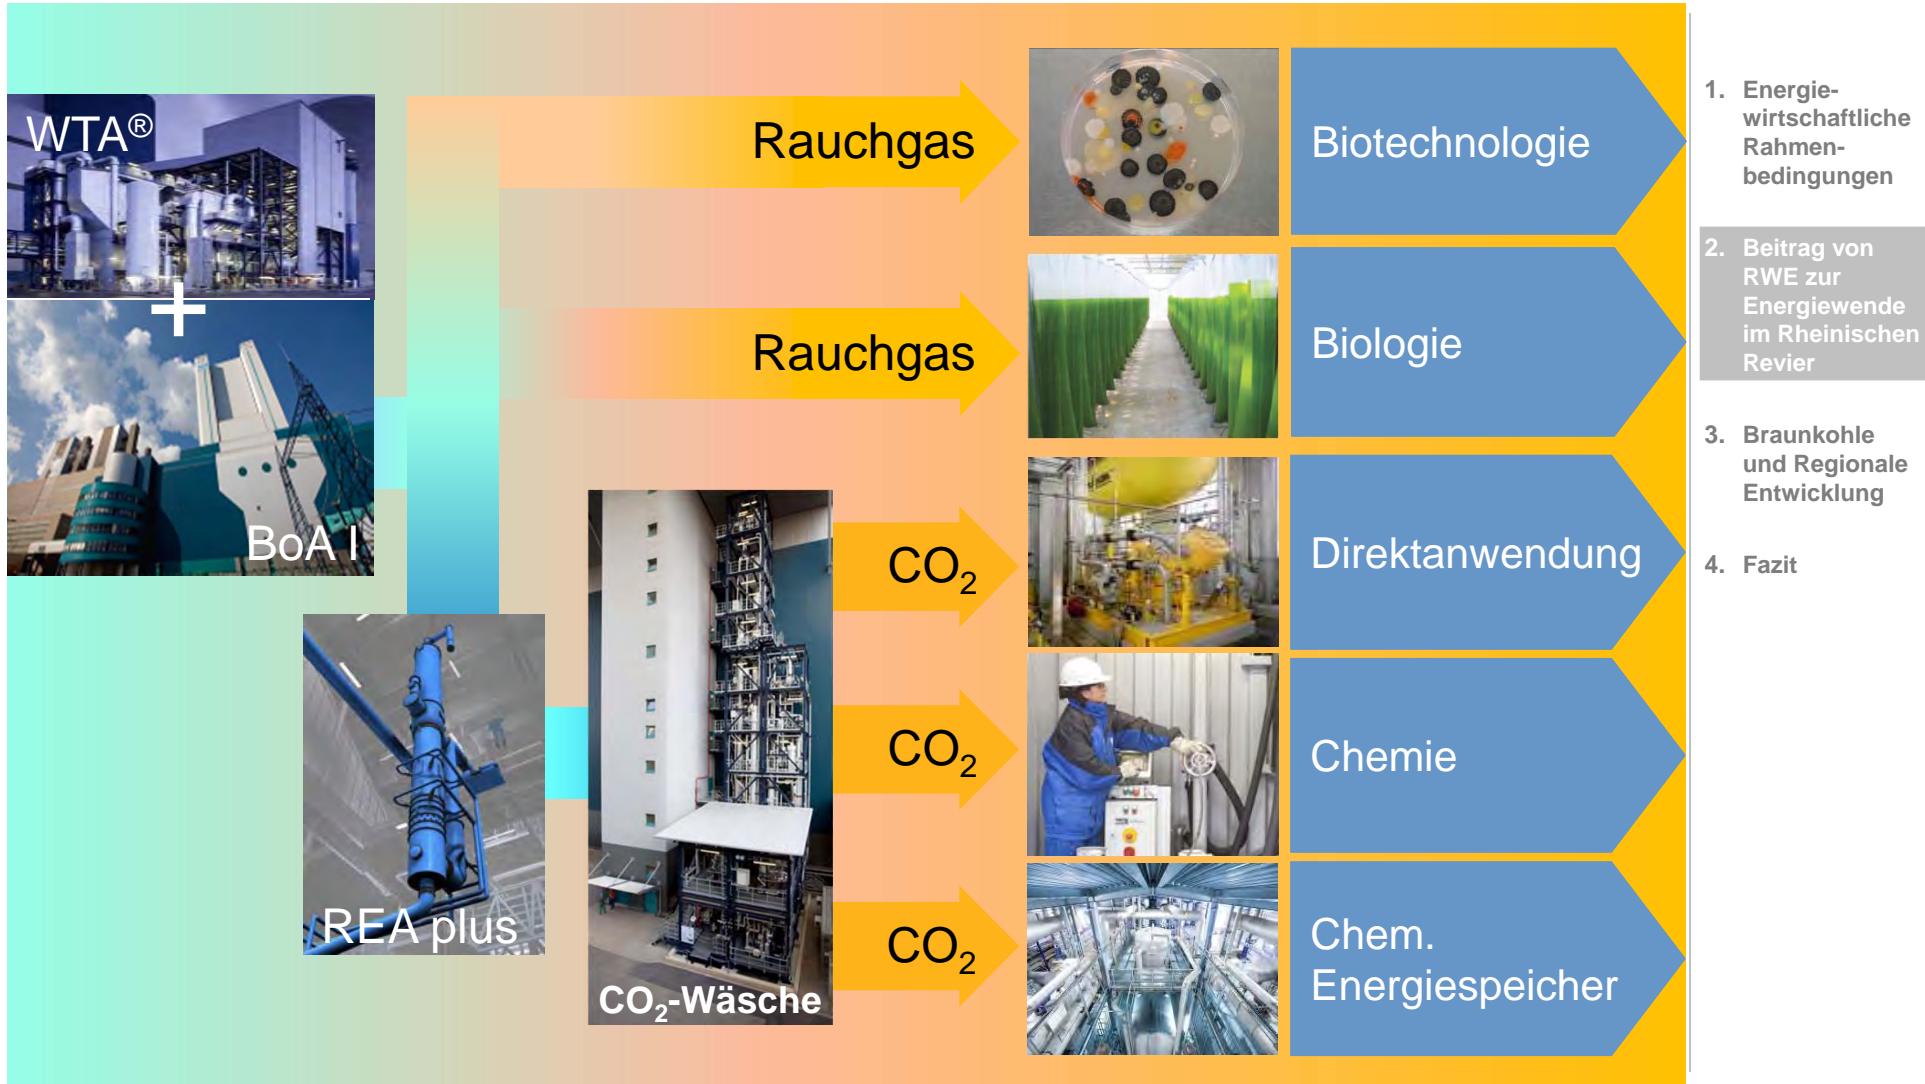 WTA®
+
BoA I
REA plus
CO₂-Wäsche
Rauchgas
Rauchgas
CO₂
CO₂
CO₂
Biotechnologie
Biologie
Direktanwendung
Chemie
Chem.
Energiespeicher
1. Energie-
wirtschaftliche
Rahmen-
bedingungen
2. Beitrag von
RWE zur
Energiewende
im Rheinischen
Revier
3. Braunkohle
und Regionale
Entwicklung
4. Fazit